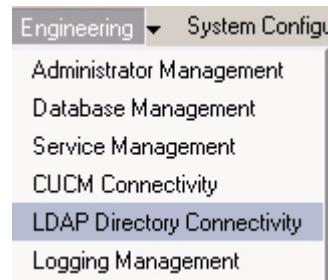 Engineering System Configu
Administrator Management
Database Management
Service Management
CUCM Connectivity
LDAP Directory Connectivity
Logging Management